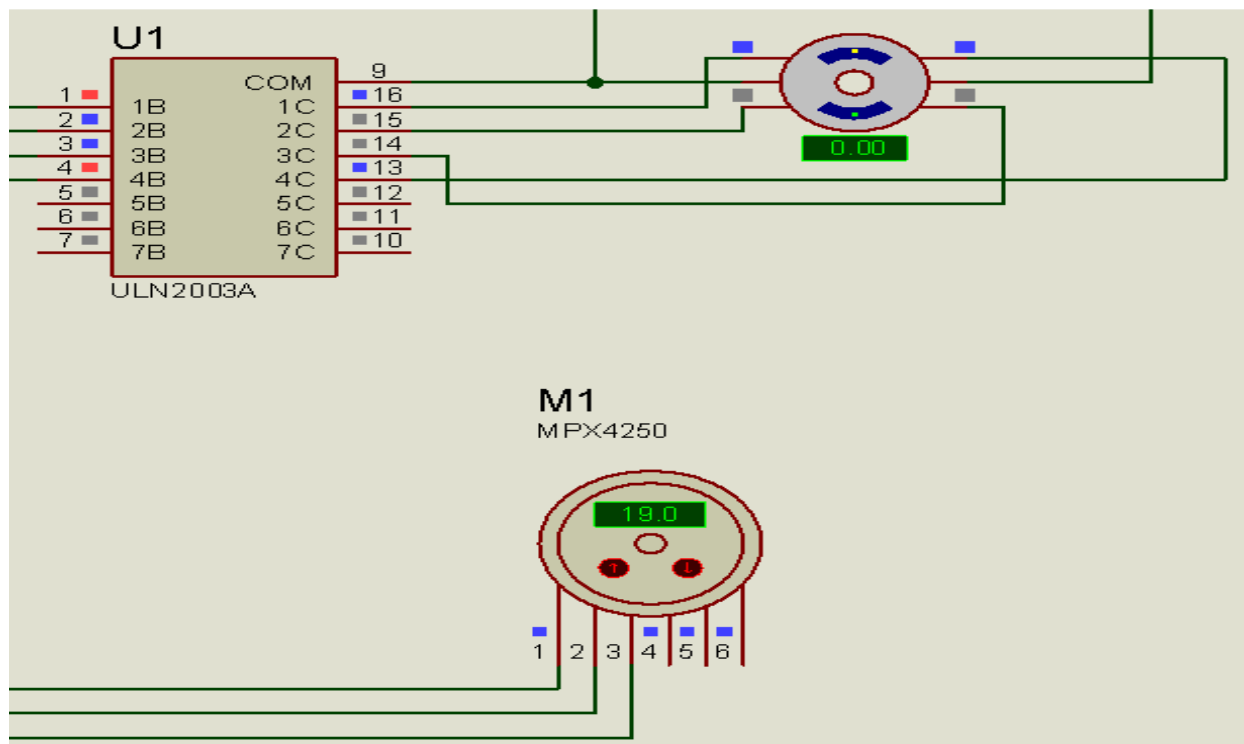 U1
COM 9
1 1B 1C 16
2 2B 2C 15
3 3B 3C 14
4 4B 4C 13
5 5B 5C 12
6 6B 6C 11
7 7B 7C 10
ULN2003A
0.00
M1
MPX4250
19.0
↑ ↓
1 2 3 4 5 6